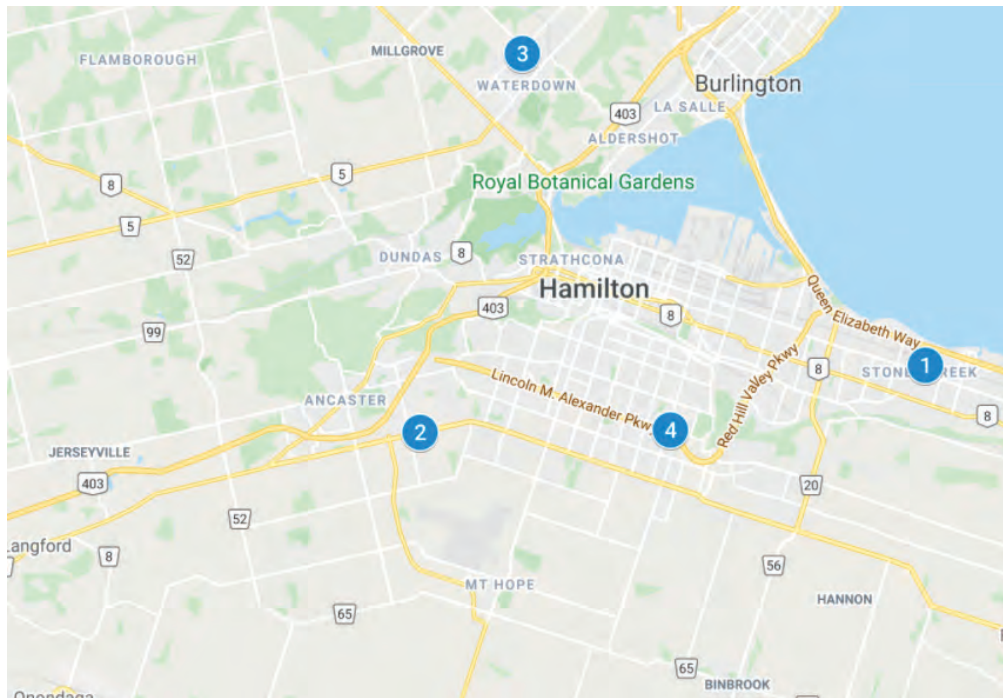 MILLGROVE
3
FLAMBOROUGH
WATERDOWN
Burlington
LA SALLE
403
ALDERSHOT
5
8
Royal Botanical Gardens
5
52
DUNDAS
8
STRATHCONA
Hamilton
403
8
Queen Elizabeth Way
99
1
8
Lincoln M. Alexander Pkwy
Red Hill Valley Pkwy
ANCASTER
8
2
4
JERSEYVILLE
403
20
52
Langford
8
56
MT HOPE
HANNON
65
65
BINBROOK